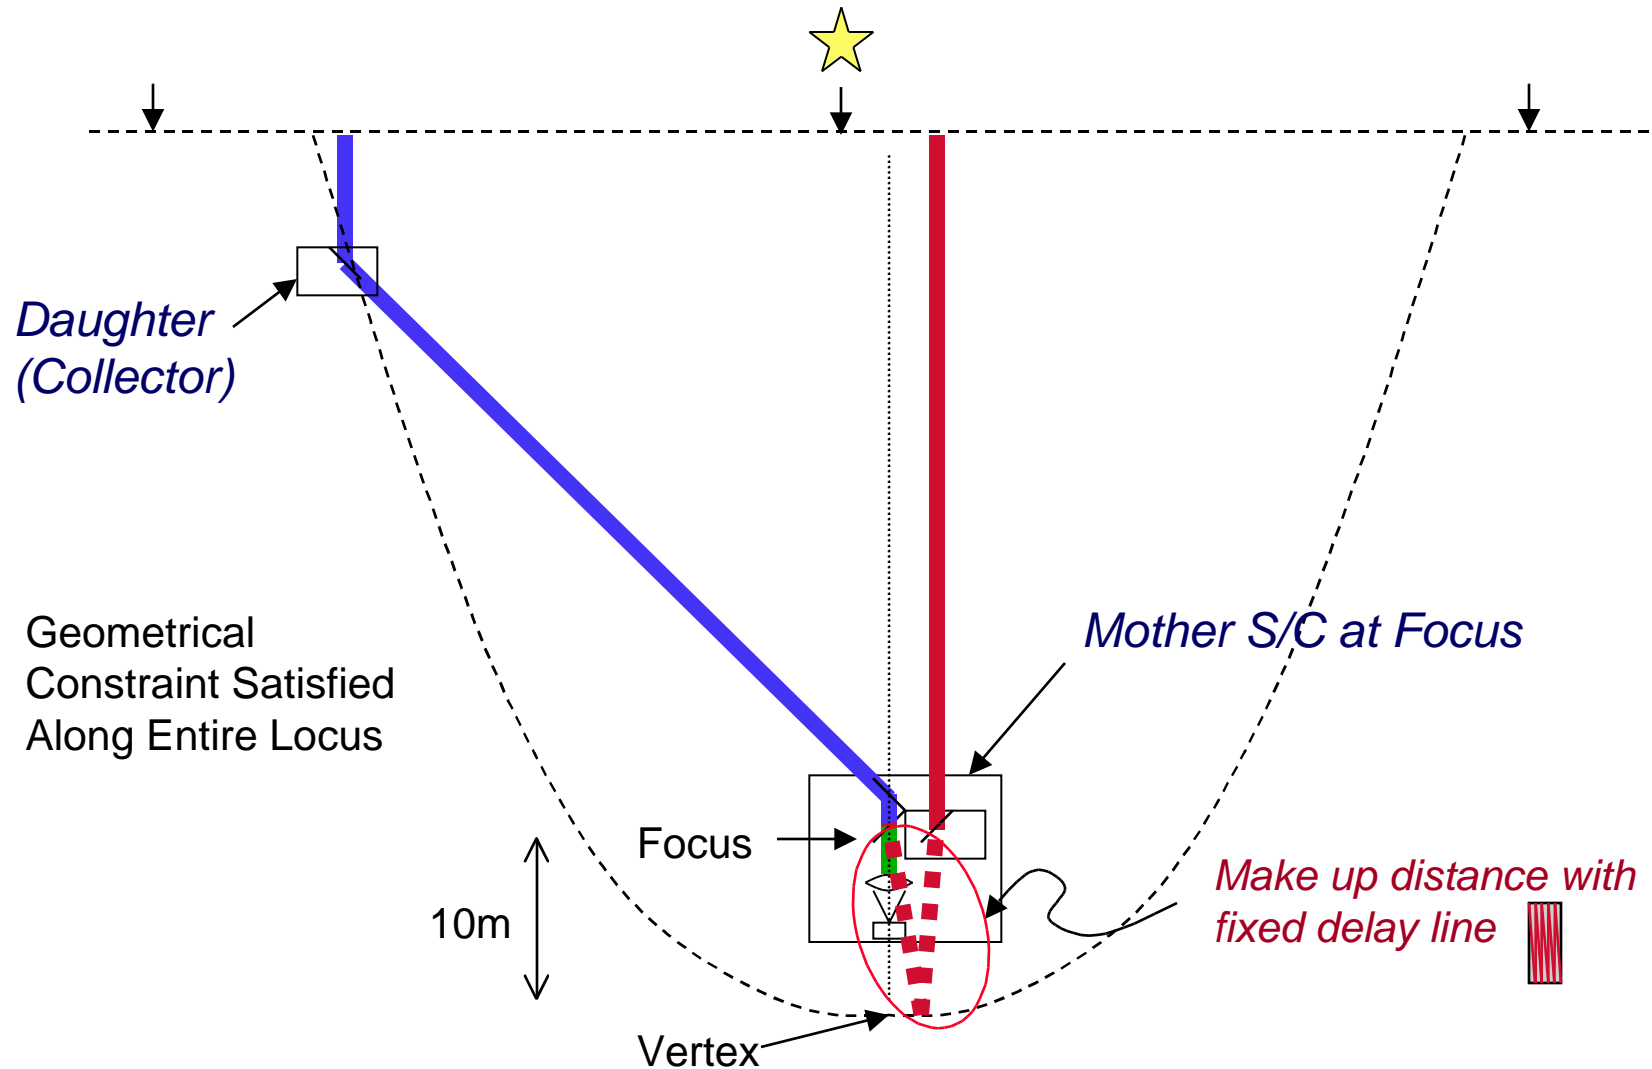 Daughter
(Collector)
Geometrical
Constraint Satisfied
Along Entire Locus
Mother S/C at Focus
Focus
10m
Make up distance with
fixed delay line
Vertex